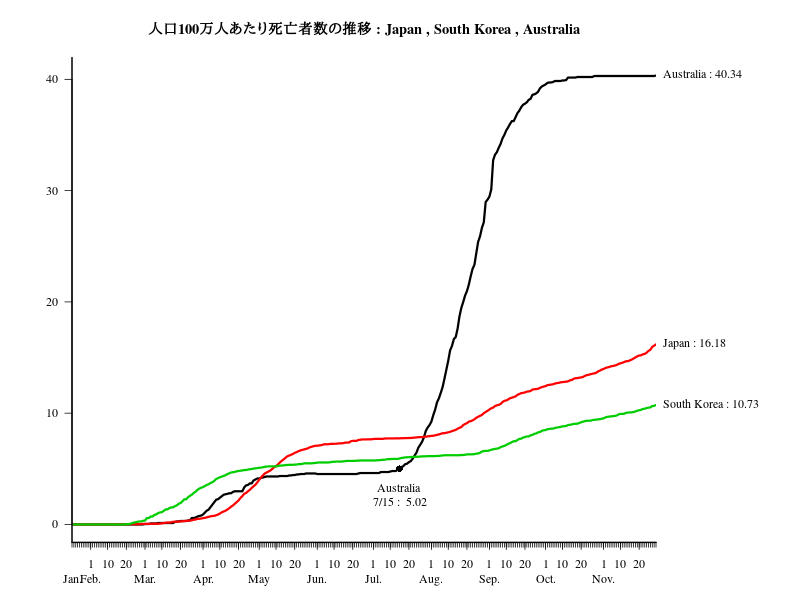 人口100万人あたり死亡者数の推移 : Japan , South Korea , Australia
40
30
20
10
0
Australia : 40.34
Japan : 16.18
South Korea : 10.73
Australia
7/15 : 5.02
1 10 20 1 10 20 1 10 20 1 10 20 1 10 20 1 10 20 1 10 20 1 10 20 1 10 20 1 10 20
Jan. Feb. Mar. Apr. May Jun. Jul. Aug. Sep. Oct. Nov.